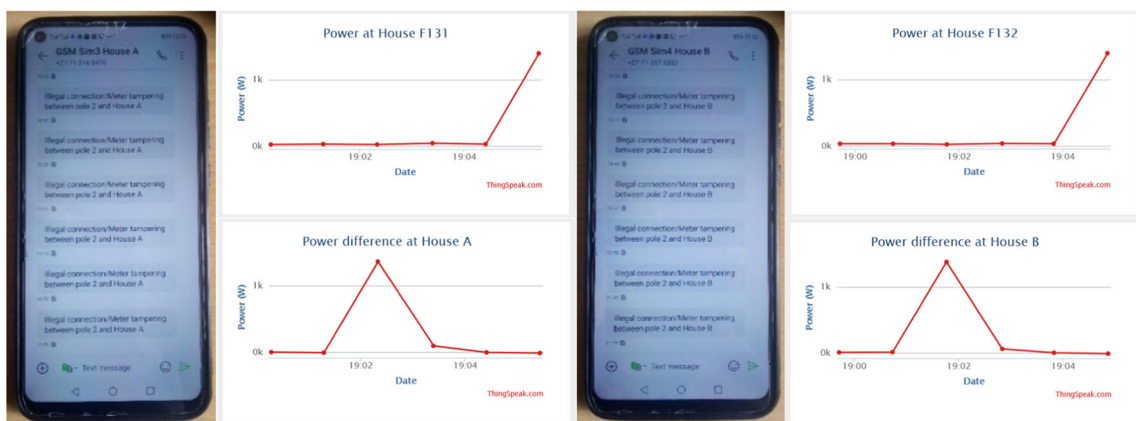 GSM Sim3 House A
Illegal connection/Meter tampering
between pole 2 and House A
Illegal connection/Meter tampering
between pole 2 and House A
Illegal connection/Meter tampering
between pole 2 and House A
Illegal connection/Meter tampering
between pole 2 and House A
Illegal connection/Meter tampering
between pole 2 and House A
Illegal connection/Meter tampering
between pole 2 and House A
Text message
Power at House F131
Power (W)
1k
0k
19:02
19:04
Date
ThingSpeak.com
Power difference at House A
Power (W)
1k
0k
19:02
19:04
Date
ThingSpeak.com
GSM Sim4 House B
Illegal connection/Meter tampering
between pole 2 and House B
Illegal connection/Meter tampering
between pole 2 and House B
Illegal connection/Meter tampering
between pole 2 and House B
Illegal connection/Meter tampering
between pole 2 and House B
Illegal connection/Meter tampering
between pole 2 and House B
Illegal connection/Meter tampering
between pole 2 and House B
Text message
Power at House F132
Power (W)
1k
0k
19:00
19:02
19:04
Date
ThingSpeak.com
Power difference at House B
Power (W)
1k
0k
19:00
19:02
19:04
Date
ThingSpeak.com